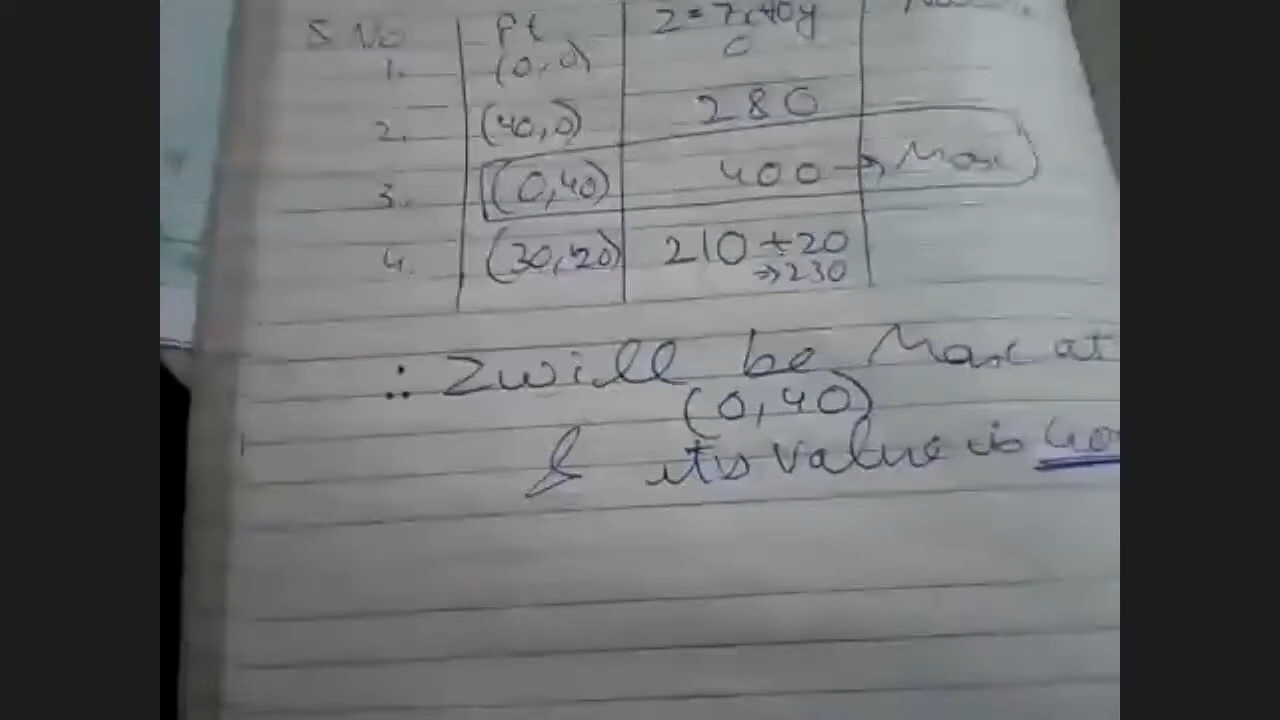 S No Pt Z = 7x+10y
1. (0,0) 0
2. (40,0) 280
3. (0,40) 400 → Max
4. (30,20) 210 + 20
⇒ 230
∴ Z will be Max at
(0,40)
& its value is 400